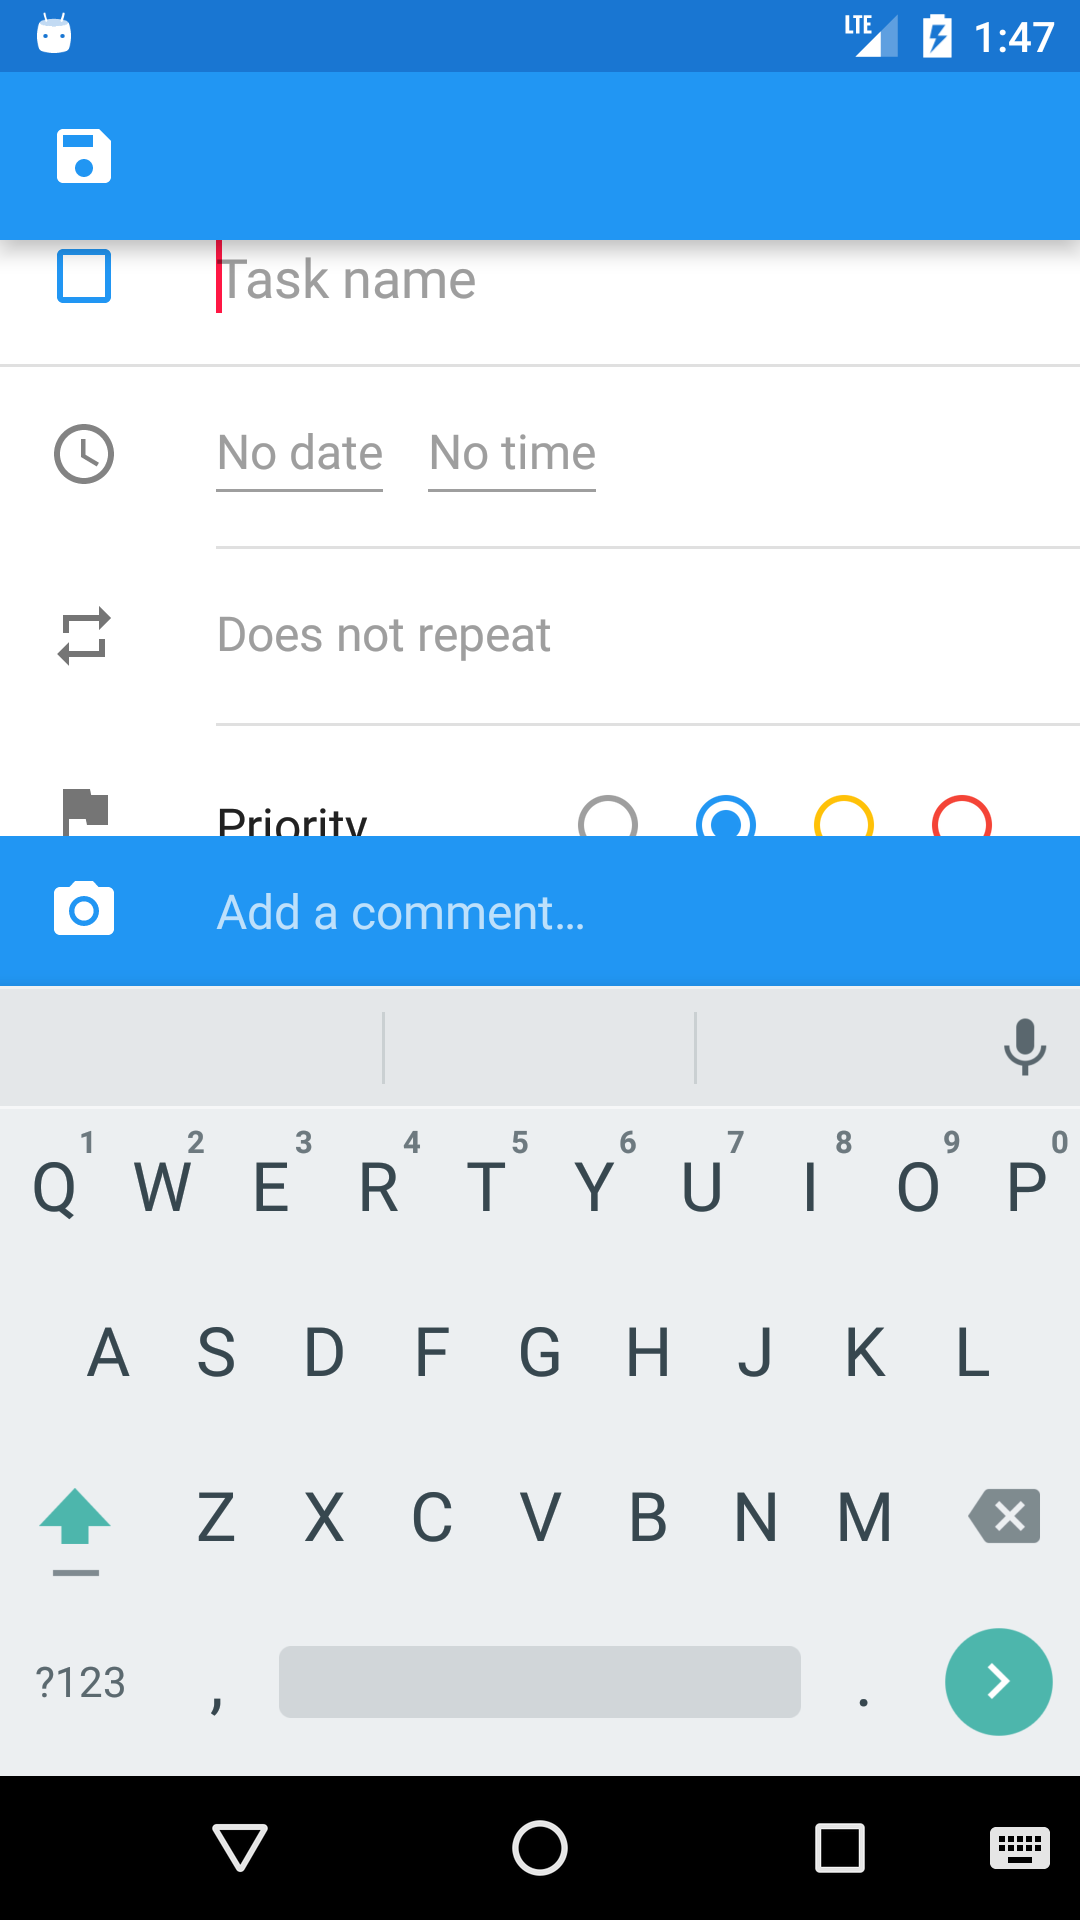 LTE 1:47
Task name
No date No time
Does not repeat
Priority
Add a comment…
1 2 3 4 5 6 7 8 9 0
Q W E R T Y U I O P
A S D F G H J K L
Z X C V B N M
?123 , .